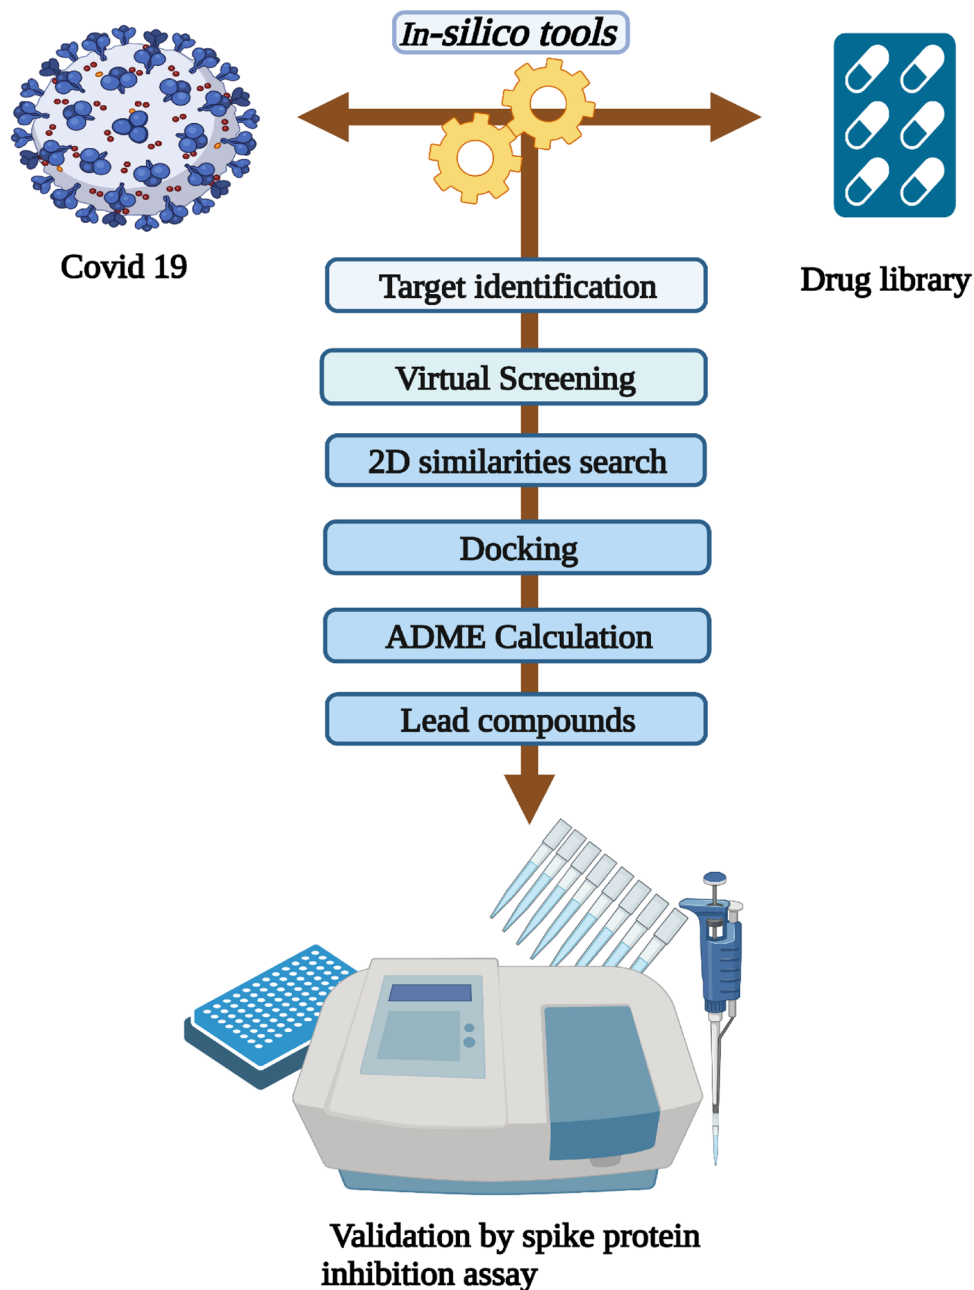 In-silico tools
Covid 19
Drug library
Target identification
Virtual Screening
2D similarities search
Docking
ADME Calculation
Lead compounds
Validation by spike protein
inhibition assay